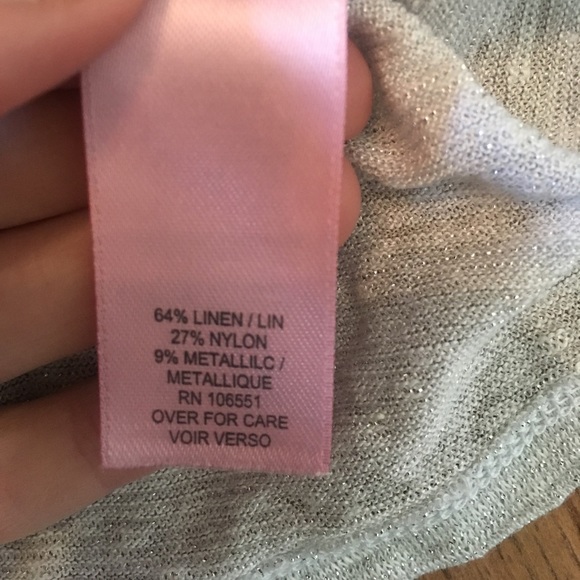 64% LINEN / LIN
27% NYLON
9% METALLILC /
METALLIQUE
RN 106551
OVER FOR CARE
VOIR VERSO